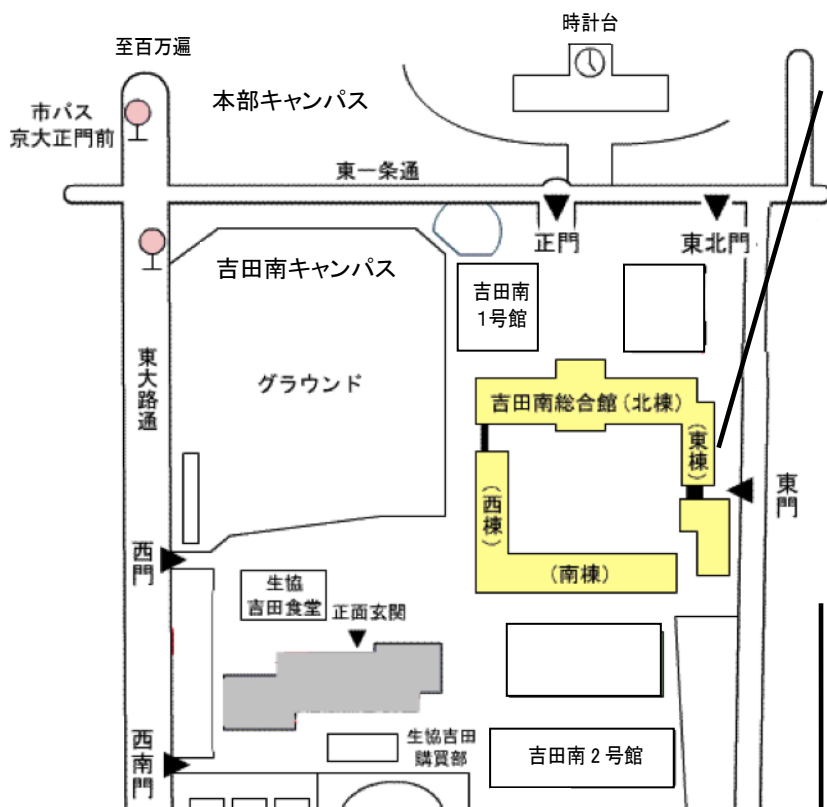 時計台
至百万遍
本部キャンパス
市バス
京大正門前
東一条通
正門
東北門
吉田南キャンパス
吉田南
1号館
東大路通
グラウンド
吉田南総合館(北棟)
(東棟)
(西棟)
東門
西門
(南棟)
生協
吉田食堂
正面玄関
生協吉田
購買部
西南門
吉田南2号館